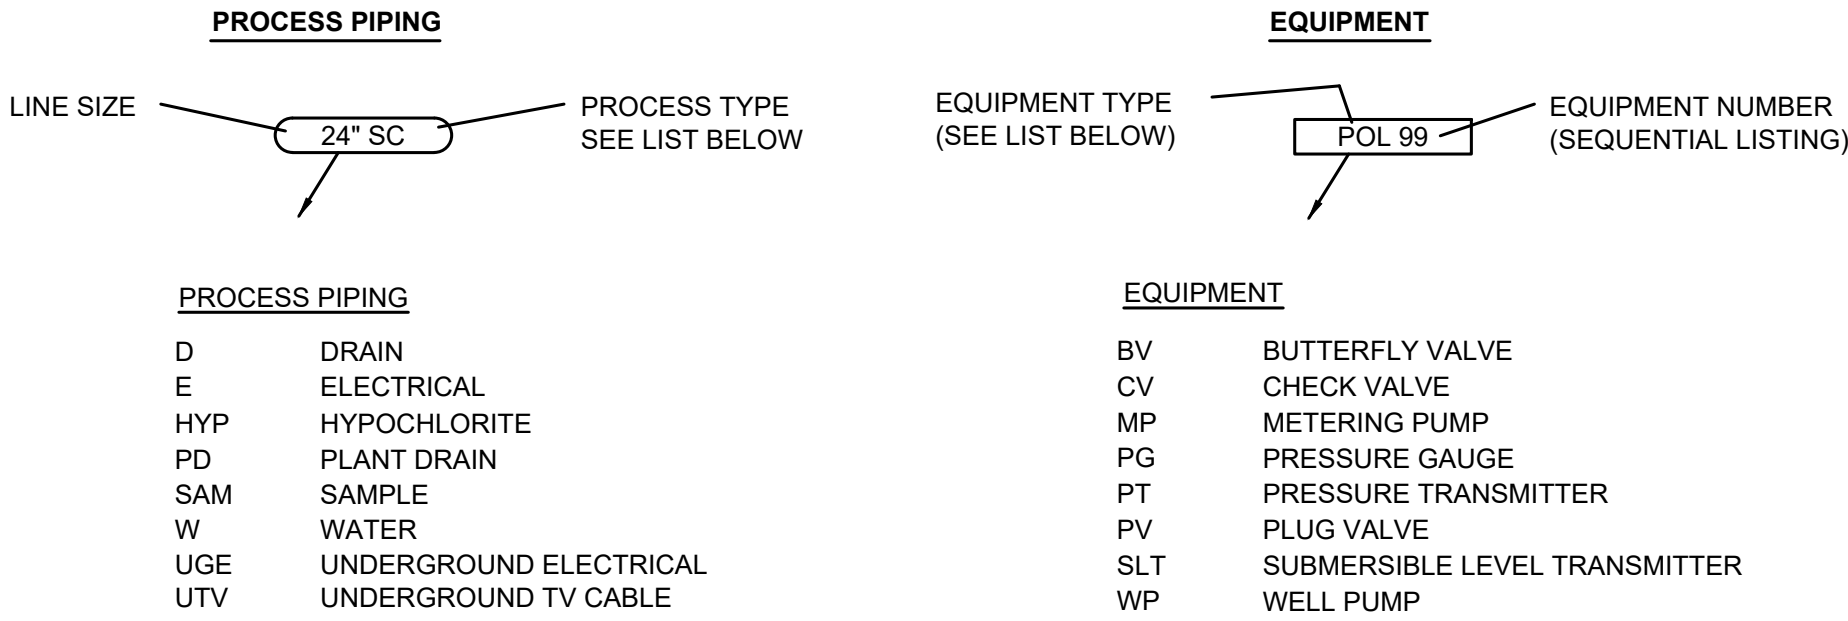 PROCESS PIPING
LINE SIZE
24" SC
PROCESS TYPE
SEE LIST BELOW
PROCESS PIPING
D DRAIN
E ELECTRICAL
HYP HYPOCHLORITE
PD PLANT DRAIN
SAM SAMPLE
W WATER
UGE UNDERGROUND ELECTRICAL
UTV UNDERGROUND TV CABLE
EQUIPMENT
EQUIPMENT TYPE
(SEE LIST BELOW)
POL 99
EQUIPMENT NUMBER
(SEQUENTIAL LISTING)
EQUIPMENT
BV BUTTERFLY VALVE
CV CHECK VALVE
MP METERING PUMP
PG PRESSURE GAUGE
PT PRESSURE TRANSMITTER
PV PLUG VALVE
SLT SUBMERSIBLE LEVEL TRANSMITTER
WP WELL PUMP